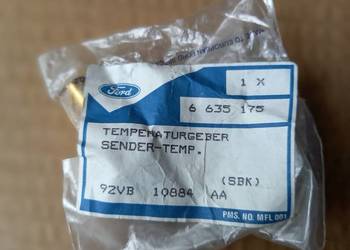 Ford
1 X
6 635 175
TEMPERATURGEBER
SENDER-TEMP.
(SBK)
92VB 10884 AA
PMS. NO. MFL 001